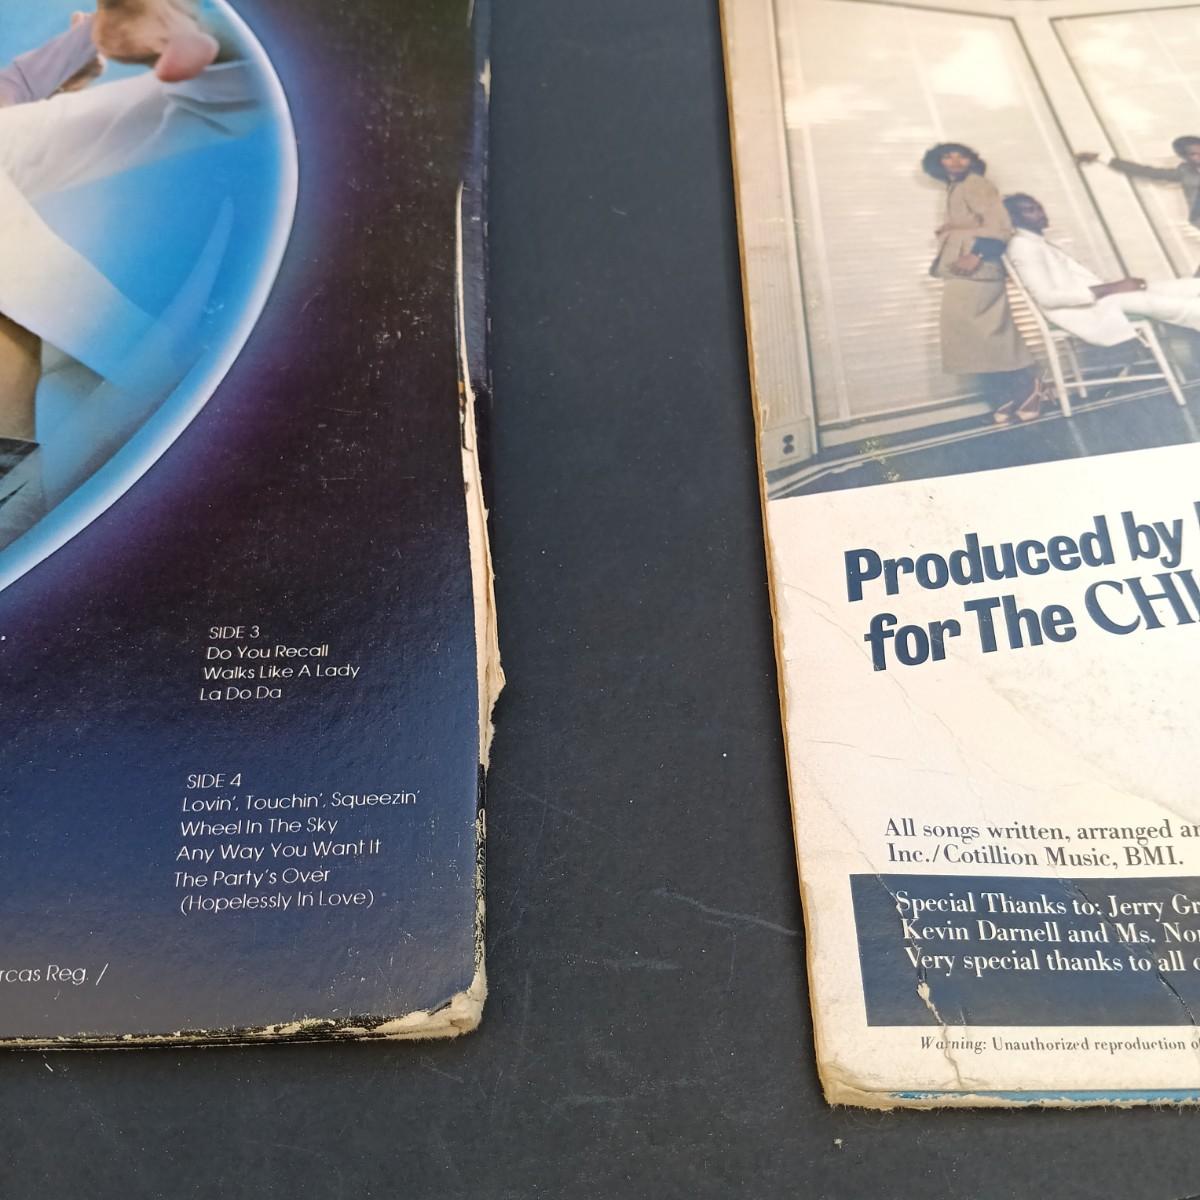 SIDE 3
Do You Recall
Walks Like A Lady
La Do Da
SIDE 4
Lovin', Touchin', Squeezin'
Wheel In The Sky
Any Way You Want It
The Party's Over
(Hopelessly In Love)
rcas Reg. /
Produced by
for The CHI
All songs written, arranged
Inc./Cotillion Music, BMI.
Special Thanks to: Jerry
Kevin Darnell and Ms.
Very special thanks to all
Warning: Unauthorized reproduction